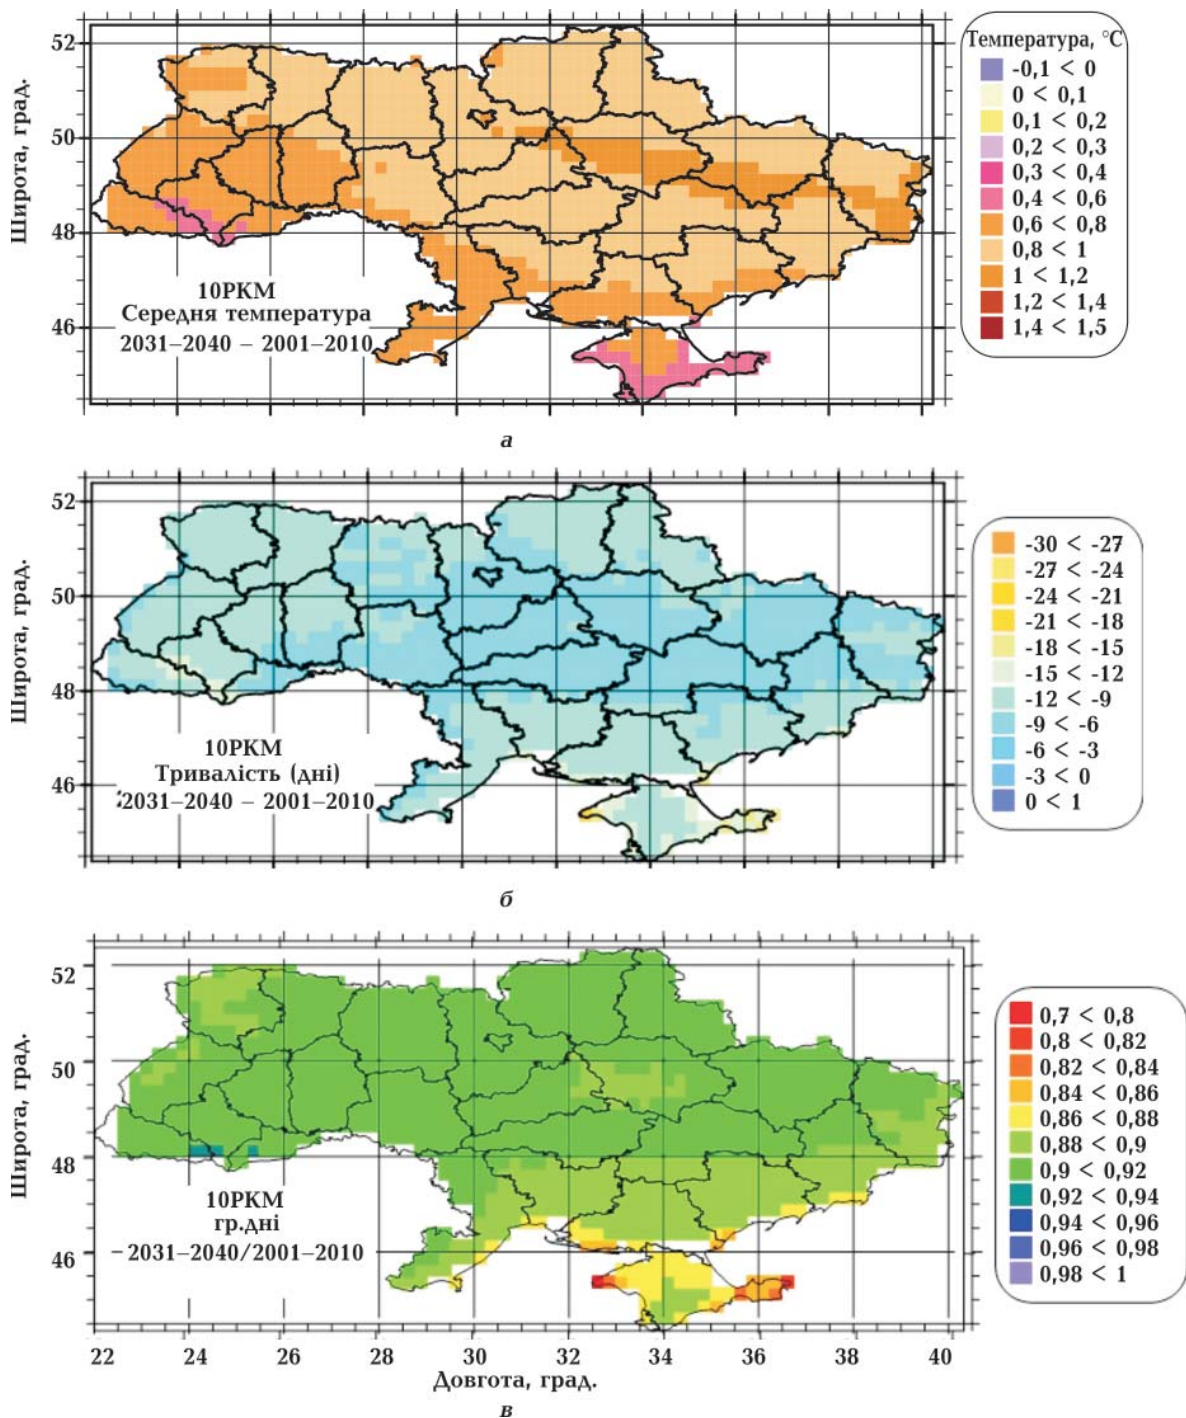 Температура, °C
-0,1 < 0
0 < 0,1
0,1 < 0,2
0,2 < 0,3
0,3 < 0,4
0,4 < 0,6
0,6 < 0,8
0,8 < 1
1 < 1,2
1,2 < 1,4
1,4 < 1,5
Широта, град.
52
50
48
46
10РКМ
Середня температура
2031–2040 – 2001–2010
а
Широта, град.
52
50
48
46
10РКМ
Тривалість (дні)
2031–2040 – 2001–2010
-30 < -27
-27 < -24
-24 < -21
-21 < -18
-18 < -15
-15 < -12
-12 < -9
-9 < -6
-6 < -3
-3 < 0
0 < 1
б
Широта, град.
52
50
48
46
10РКМ
гр.дні
2031–2040/2001–2010
0,7 < 0,8
0,8 < 0,82
0,82 < 0,84
0,84 < 0,86
0,86 < 0,88
0,88 < 0,9
0,9 < 0,92
0,92 < 0,94
0,94 < 0,96
0,96 < 0,98
0,98 < 1
22 24 26 28 30 32 34 36 38 40
Довгота, град.
в